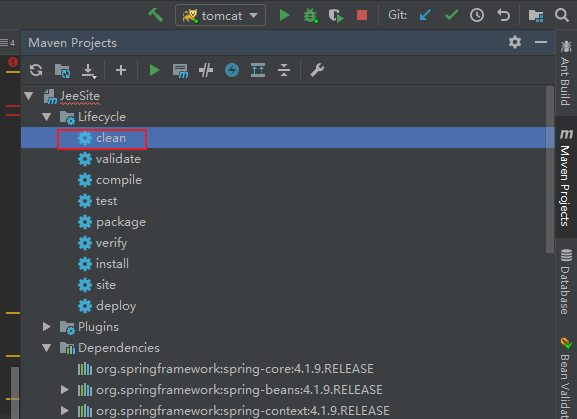 tomcat Git:
4 Maven Projects
JeeSite
Lifecycle
clean
validate
compile
test
package
verify
install
site
deploy
Plugins
Dependencies
org.springframework:spring-core:4.1.9.RELEASE
org.springframework:spring-beans:4.1.9.RELEASE
org.springframework:spring-context:4.1.9.RELEASE
Ant Build
m Maven Projects
Database
Bean Validat